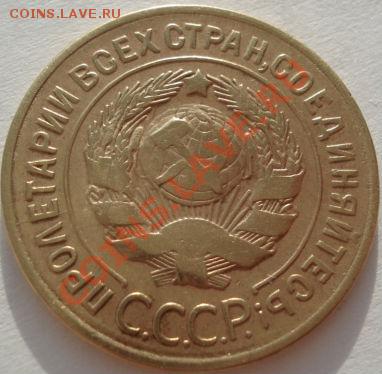 COINS.LAVE.RU
ПРОЛЕТАРИИ ВСЕХ СТРАН, СОЕДИНЯЙТЕСЬ!
С.С.С.Р.
COINS.LAVE.RU